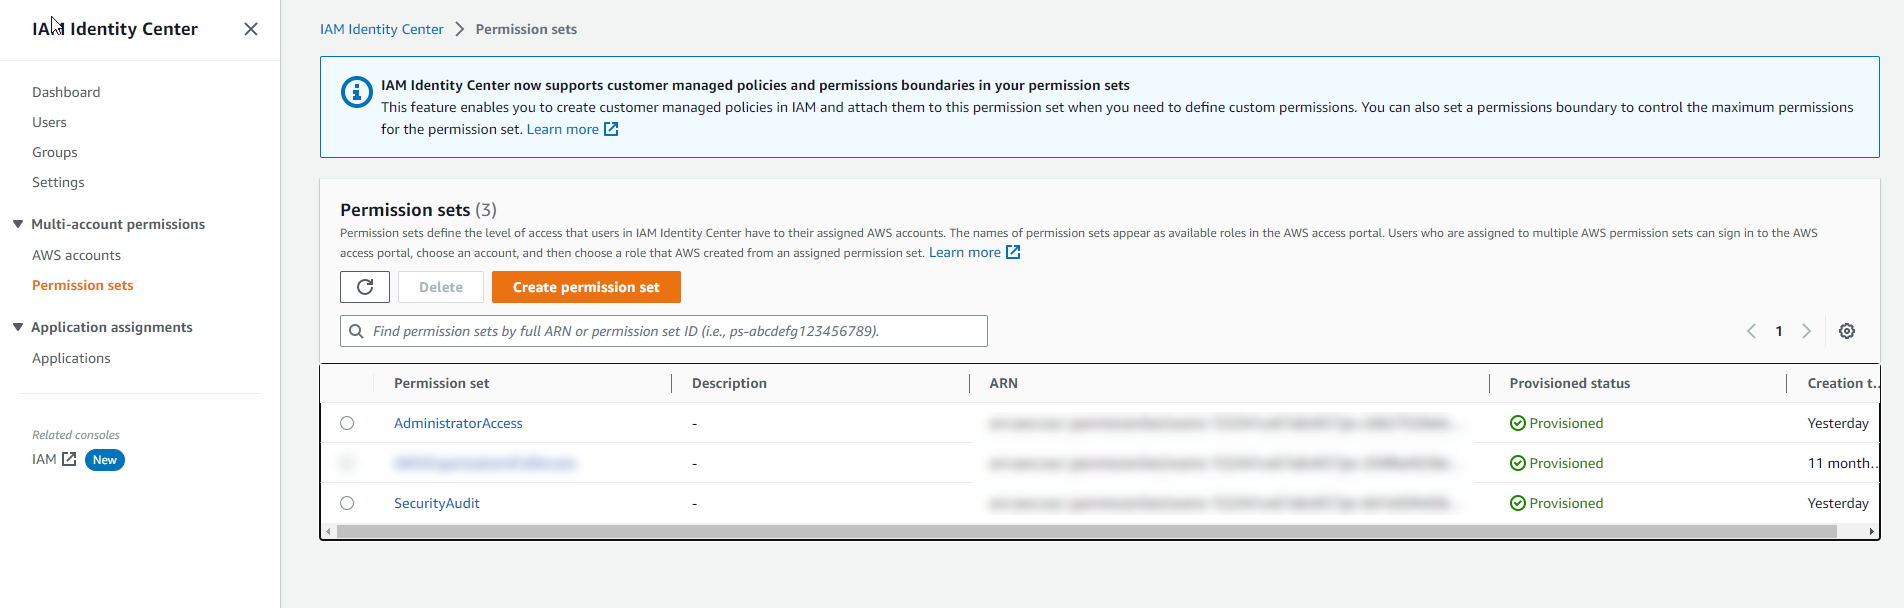 IAM Identity Center
Dashboard
Users
Groups
Settings
Multi-account permissions
AWS accounts
Permission sets
Application assignments
Applications
Related consoles
IAM New
IAM Identity Center > Permission sets
IAM Identity Center now supports customer managed policies and permissions boundaries in your permission sets
This feature enables you to create customer managed policies in IAM and attach them to this permission set when you need to define custom permissions. You can also set a permissions boundary to control the maximum permissions
for the permission set. Learn more
Permission sets (3)
Permission sets define the level of access that users in IAM Identity Center have to their assigned AWS accounts. The names of permission sets appear as available roles in the AWS access portal. Users who are assigned to multiple AWS permission sets can sign in to the AWS
access portal, choose an account, and then choose a role that AWS created from an assigned permission set. Learn more
Delete Create permission set
Find permission sets by full ARN or permission set ID (i.e., ps-abcdefg123456789).
1
Permission set Description ARN Provisioned status Creation t...
AdministratorAccess - Provisioned Yesterday
- Provisioned 11 month...
SecurityAudit - Provisioned Yesterday